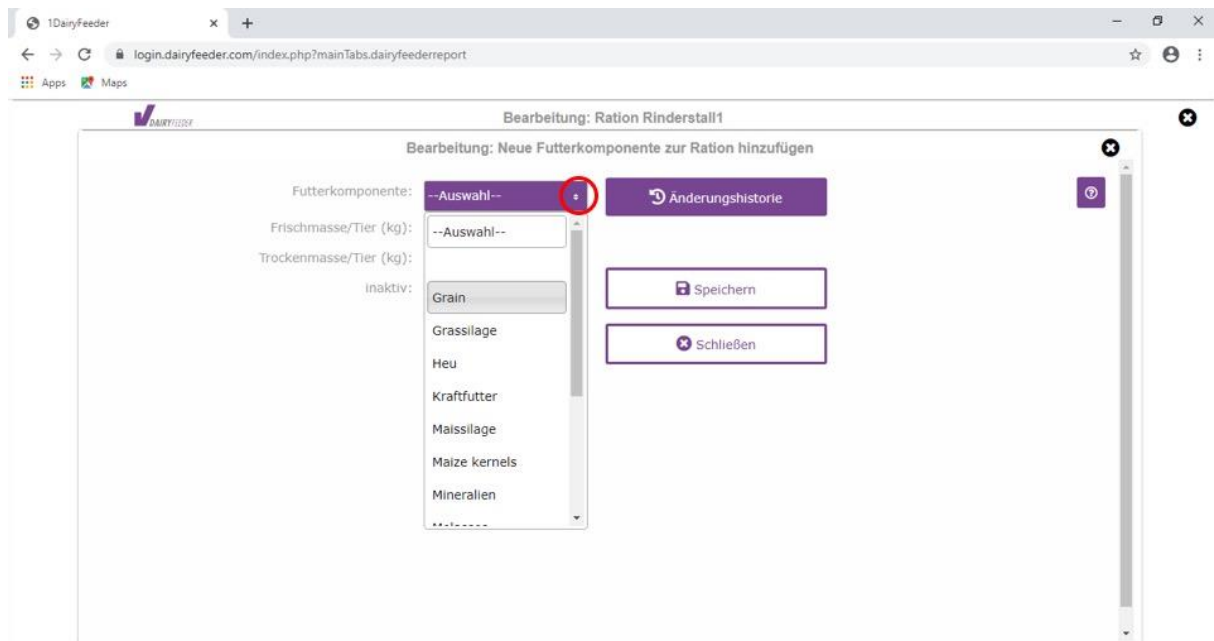 1DairyFeeder
login.dairyfeeder.com/index.php?mainTabs.dairyfeederreport
Apps Maps
DAIRYFEEDER
Bearbeitung: Ration Rinderstall1
Bearbeitung: Neue Futterkomponente zur Ration hinzufügen
Futterkomponente: --Auswahl-- Änderungshistorie
Frischmasse/Tier (kg): --Auswahl--
Trockenmasse/Tier (kg):
inaktiv:
Grain
Speichern
Grassilage
Schließen
Heu
Kraftfutter
Maissilage
Maize kernels
Mineralien